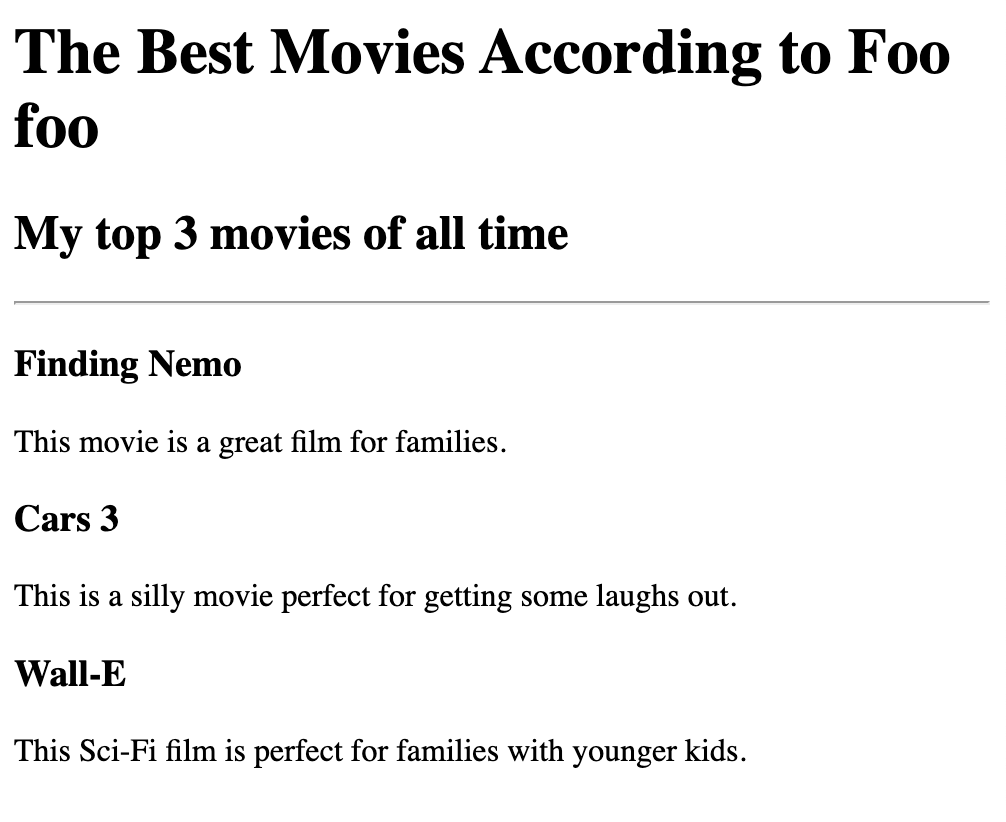 The Best Movies According to Foo
foo
My top 3 movies of all time
Finding Nemo
This movie is a great film for families.
Cars 3
This is a silly movie perfect for getting some laughs out.
Wall-E
This Sci-Fi film is perfect for families with younger kids.